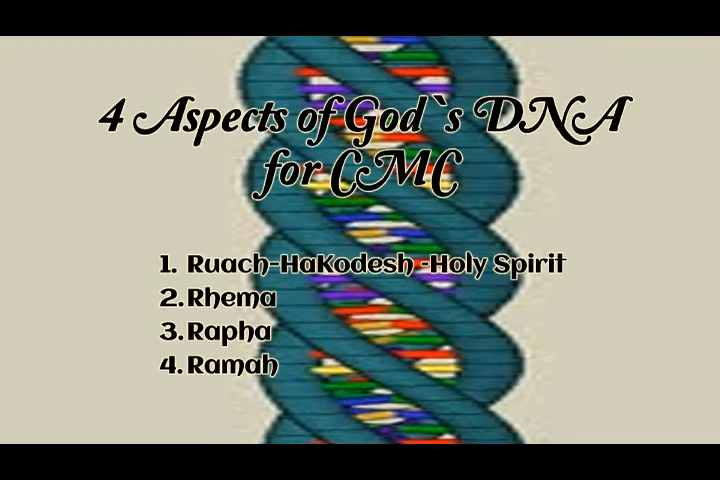 4 Aspects of God`s DNA
for CMC
1. Ruach-HaKodesh -Holy Spirit
2. Rhema
3. Rapha
4. Ramah